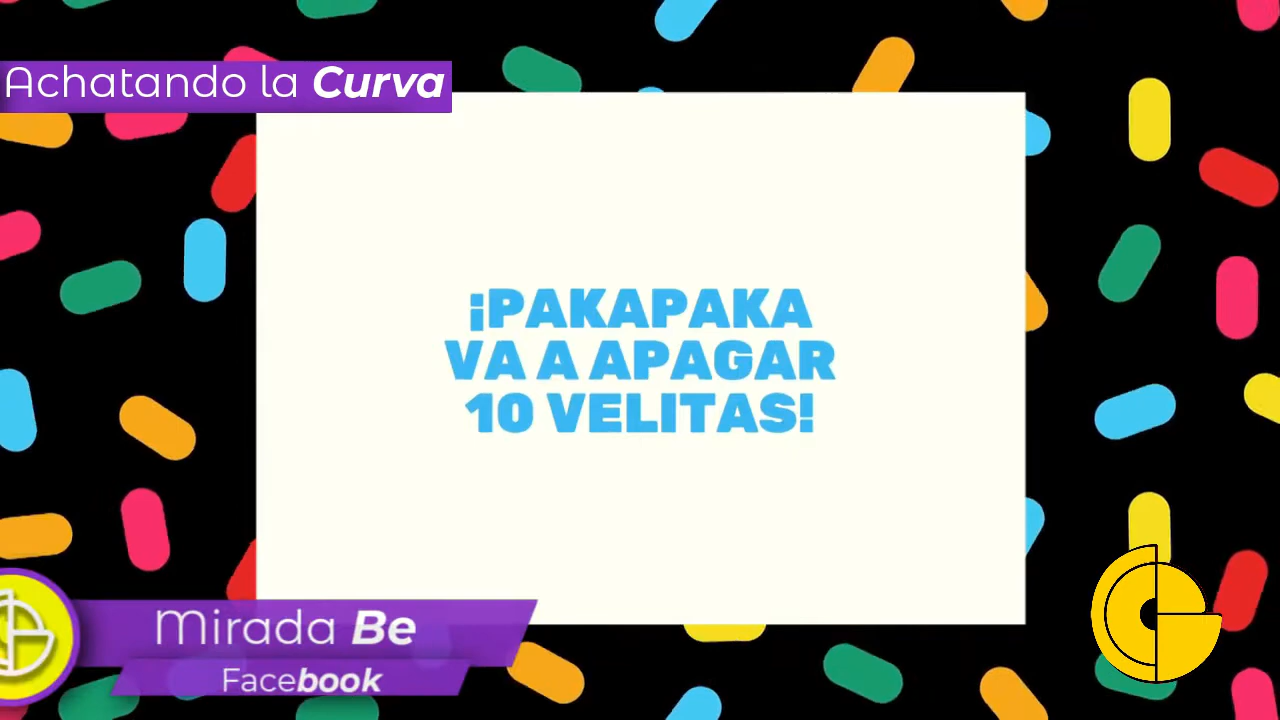 Achatando la Curva
¡PAKAPAKA
VA A APAGAR
10 VELITAS!
Mirada Be
Facebook